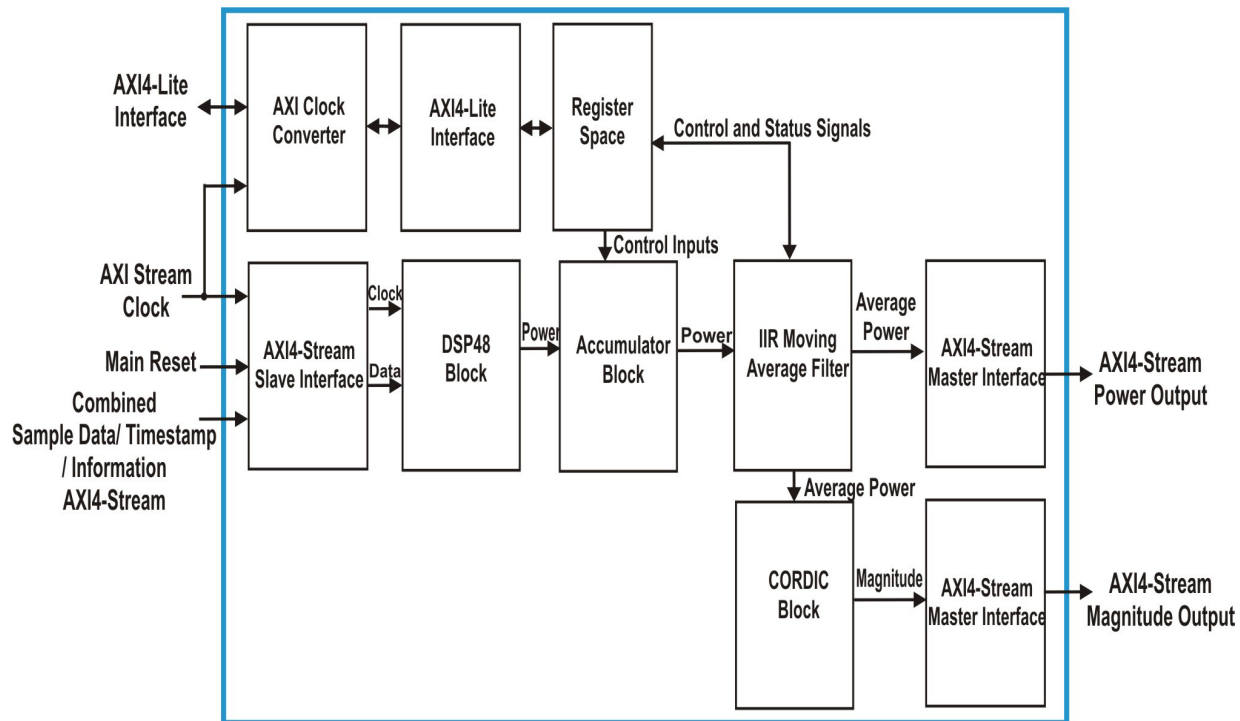 AXI4-Lite
Interface
AXI Clock
Converter
AXI4-Lite
Interface
Register
Space
Control and Status Signals
Control Inputs
AXI Stream
Clock
Main Reset
Combined
Sample Data/ Timestamp
/ Information
AXI4-Stream
AXI4-Stream
Slave Interface
Clock
Data
DSP48
Block
Power
Accumulator
Block
Power
IIR Moving
Average Filter
Average
Power
AXI4-Stream
Master Interface
AXI4-Stream
Power Output
Average Power
CORDIC
Block
Magnitude
AXI4-Stream
Master Interface
AXI4-Stream
Magnitude Output